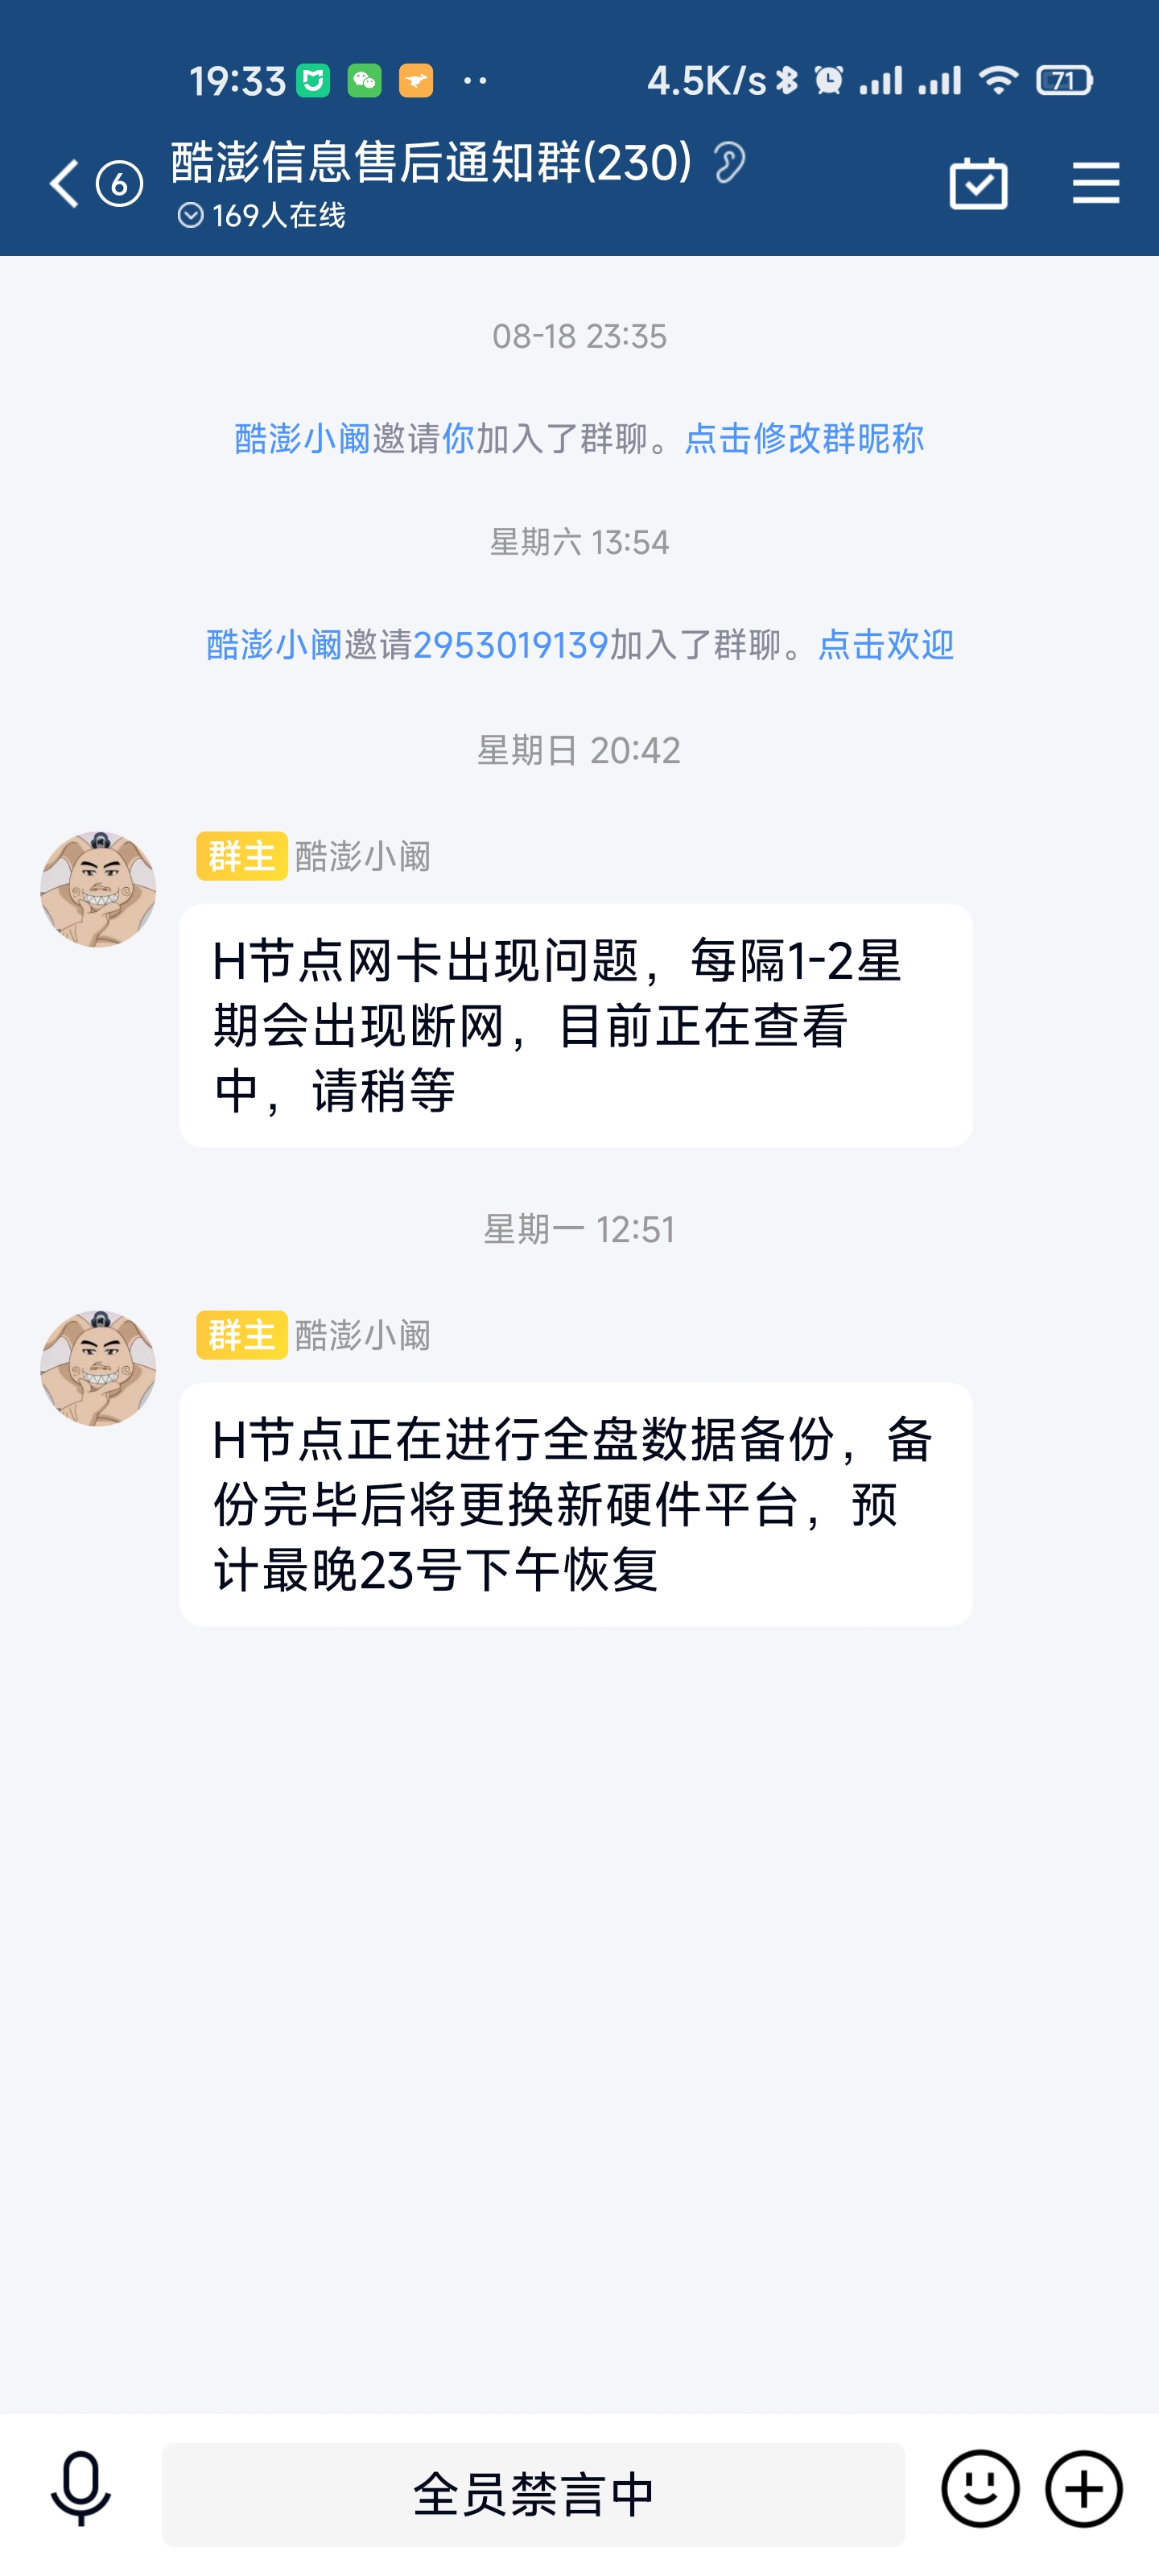 19:33 4.5K/s 71
6 酷澎信息售后通知群(230)
169人在线
08-18 23:35
酷澎小阚邀请你加入了群聊。点击修改群昵称
星期六 13:54
酷澎小阚邀请2953019139加入了群聊。点击欢迎
星期日 20:42
群主 酷澎小阚
H节点网卡出现问题，每隔1-2星
期会出现断网，目前正在查看
中，请稍等
星期一 12:51
群主 酷澎小阚
H节点正在进行全盘数据备份，备
份完毕后将更换新硬件平台，预
计最晚23号下午恢复
全员禁言中